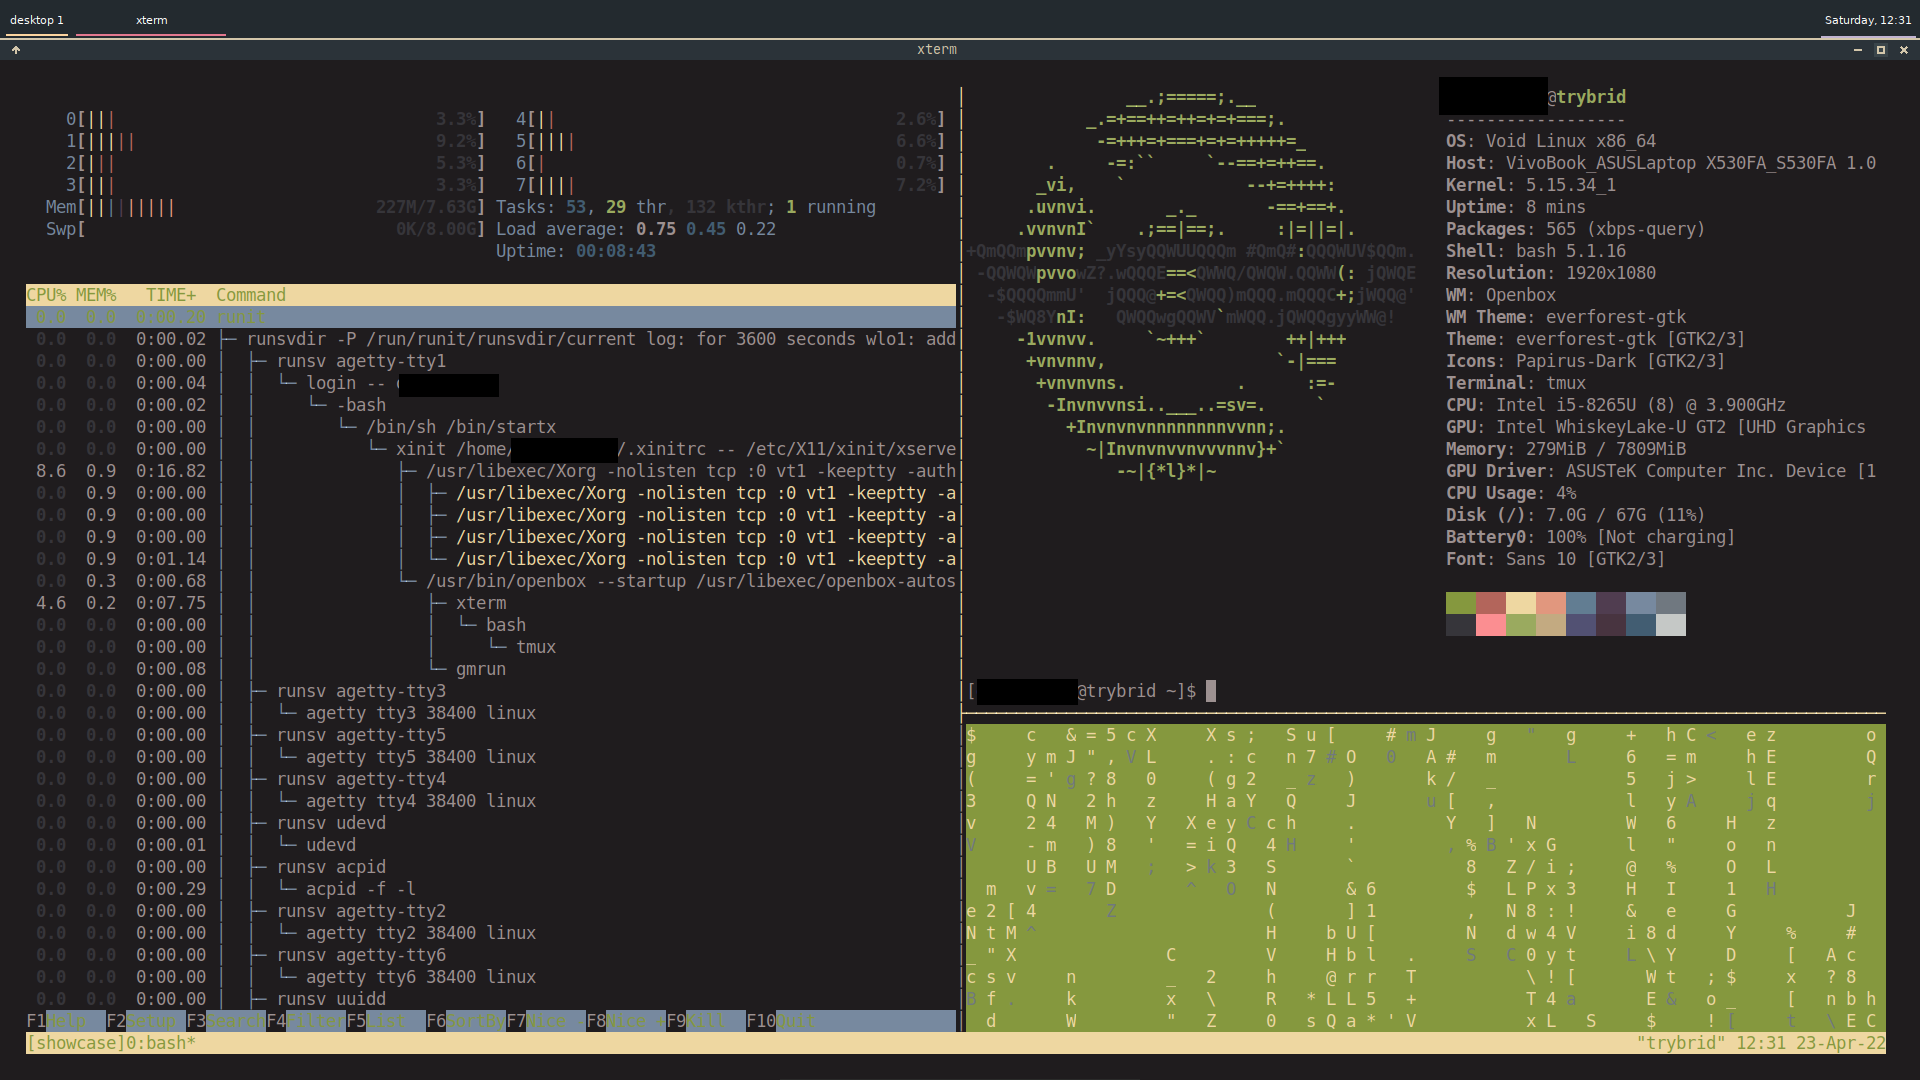 desktop 1 xterm Saturday, 12:31
xterm
0[||| 3.3%] 4[|| 2.6%]
1[||||| 9.2%] 5[|||| 6.6%]
2[||| 5.3%] 6[| 0.7%]
3[||| 3.3%] 7[|||| 7.2%]
Mem[||||||||| 227M/7.63G] Tasks: 53, 29 thr, 132 kthr; 1 running
Swp[ 0K/8.00G] Load average: 0.75 0.45 0.22
Uptime: 00:08:43
CPU% MEM% TIME+ Command
0.0 0.0 0:00.20 runit
0.0 0.0 0:00.02 ├─ runsvdir -P /run/runit/runsvdir/current log: for 3600 seconds wlo1: add
0.0 0.0 0:00.00 │ ├─ runsv agetty-tty1
0.0 0.0 0:00.04 │ │ └─ login --
0.0 0.0 0:00.02 │ │ └─ -bash
0.0 0.0 0:00.00 │ │ └─ /bin/sh /bin/startx
0.0 0.0 0:00.00 │ │ └─ xinit /home/ /.xinitrc -- /etc/X11/xinit/xserve
8.6 0.9 0:16.82 │ │ ├─ /usr/libexec/Xorg -nolisten tcp :0 vt1 -keeptty -auth
0.0 0.9 0:00.00 │ │ │ ├─ /usr/libexec/Xorg -nolisten tcp :0 vt1 -keeptty -a
0.0 0.9 0:00.00 │ │ │ ├─ /usr/libexec/Xorg -nolisten tcp :0 vt1 -keeptty -a
0.0 0.9 0:00.00 │ │ │ ├─ /usr/libexec/Xorg -nolisten tcp :0 vt1 -keeptty -a
0.0 0.9 0:01.14 │ │ │ └─ /usr/libexec/Xorg -nolisten tcp :0 vt1 -keeptty -a
0.0 0.3 0:00.68 │ │ └─ /usr/bin/openbox --startup /usr/libexec/openbox-autos
4.6 0.2 0:07.75 │ │ ├─ xterm
0.0 0.0 0:00.00 │ │ │ └─ bash
0.0 0.0 0:00.00 │ │ │ └─ tmux
0.0 0.0 0:00.08 │ │ └─ gmrun
0.0 0.0 0:00.00 │ ├─ runsv agetty-tty3
0.0 0.0 0:00.00 │ │ └─ agetty tty3 38400 linux
0.0 0.0 0:00.00 │ ├─ runsv agetty-tty5
0.0 0.0 0:00.00 │ │ └─ agetty tty5 38400 linux
0.0 0.0 0:00.00 │ ├─ runsv agetty-tty4
0.0 0.0 0:00.00 │ │ └─ agetty tty4 38400 linux
0.0 0.0 0:00.00 │ ├─ runsv udevd
0.0 0.0 0:00.01 │ │ └─ udevd
0.0 0.0 0:00.00 │ ├─ runsv acpid
0.0 0.0 0:00.29 │ │ └─ acpid -f -l
0.0 0.0 0:00.00 │ ├─ runsv agetty-tty2
0.0 0.0 0:00.00 │ │ └─ agetty tty2 38400 linux
0.0 0.0 0:00.00 │ ├─ runsv agetty-tty6
0.0 0.0 0:00.00 │ │ └─ agetty tty6 38400 linux
0.0 0.0 0:00.00 │ ├─ runsv uuidd
F1Help F2Setup F3SearchF4FilterF5List F6SortByF7Nice -F8Nice +F9Kill F10Quit
@trybrid
------------------
OS: Void Linux x86_64
Host: VivoBook_ASUSLaptop X530FA_S530FA 1.0
Kernel: 5.15.34_1
Uptime: 8 mins
Packages: 565 (xbps-query)
Shell: bash 5.1.16
Resolution: 1920x1080
WM: Openbox
WM Theme: everforest-gtk
Theme: everforest-gtk [GTK2/3]
Icons: Papirus-Dark [GTK2/3]
Terminal: tmux
CPU: Intel i5-8265U (8) @ 3.900GHz
GPU: Intel WhiskeyLake-U GT2 [UHD Graphics
Memory: 279MiB / 7809MiB
GPU Driver: ASUSTeK Computer Inc. Device [1
CPU Usage: 4%
Disk (/): 7.0G / 67G (11%)
Battery0: 100% [Not charging]
Font: Sans 10 [GTK2/3]
[ @trybrid ~]$
[showcase]0:bash* "trybrid" 12:31 23-Apr-22